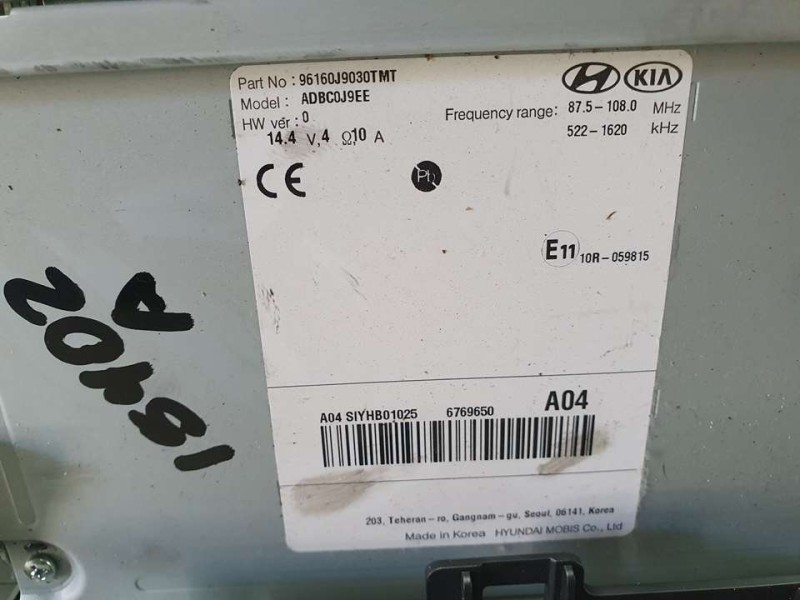 Part No : 96160J9030TMT
Model : ADBC0J9EE
HW ver : 0
14.4 V, 4 Ω, 10 A
KIA
Frequency range: 87.5-108.0 MHz
522-1620 kHz
CE
Pb
E11 10R-059815
A04 SIYHB01025 6769650 A04
203, Teheran-ro, Gangnam-gu, Seoul, 06141, Korea
Made in Korea HYUNDAI MOBIS Co., Ltd
A